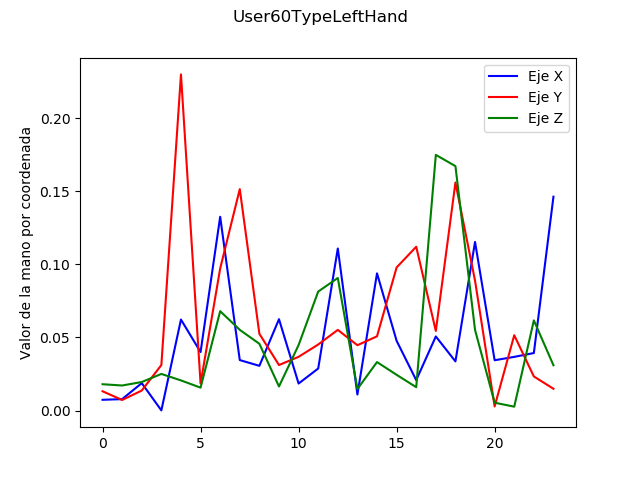 User60TypeLeftHand
Eje X
Eje Y
Eje Z
Valor de la mano por coordenada
0.20
0.15
0.10
0.05
0.00
0 5 10 15 20